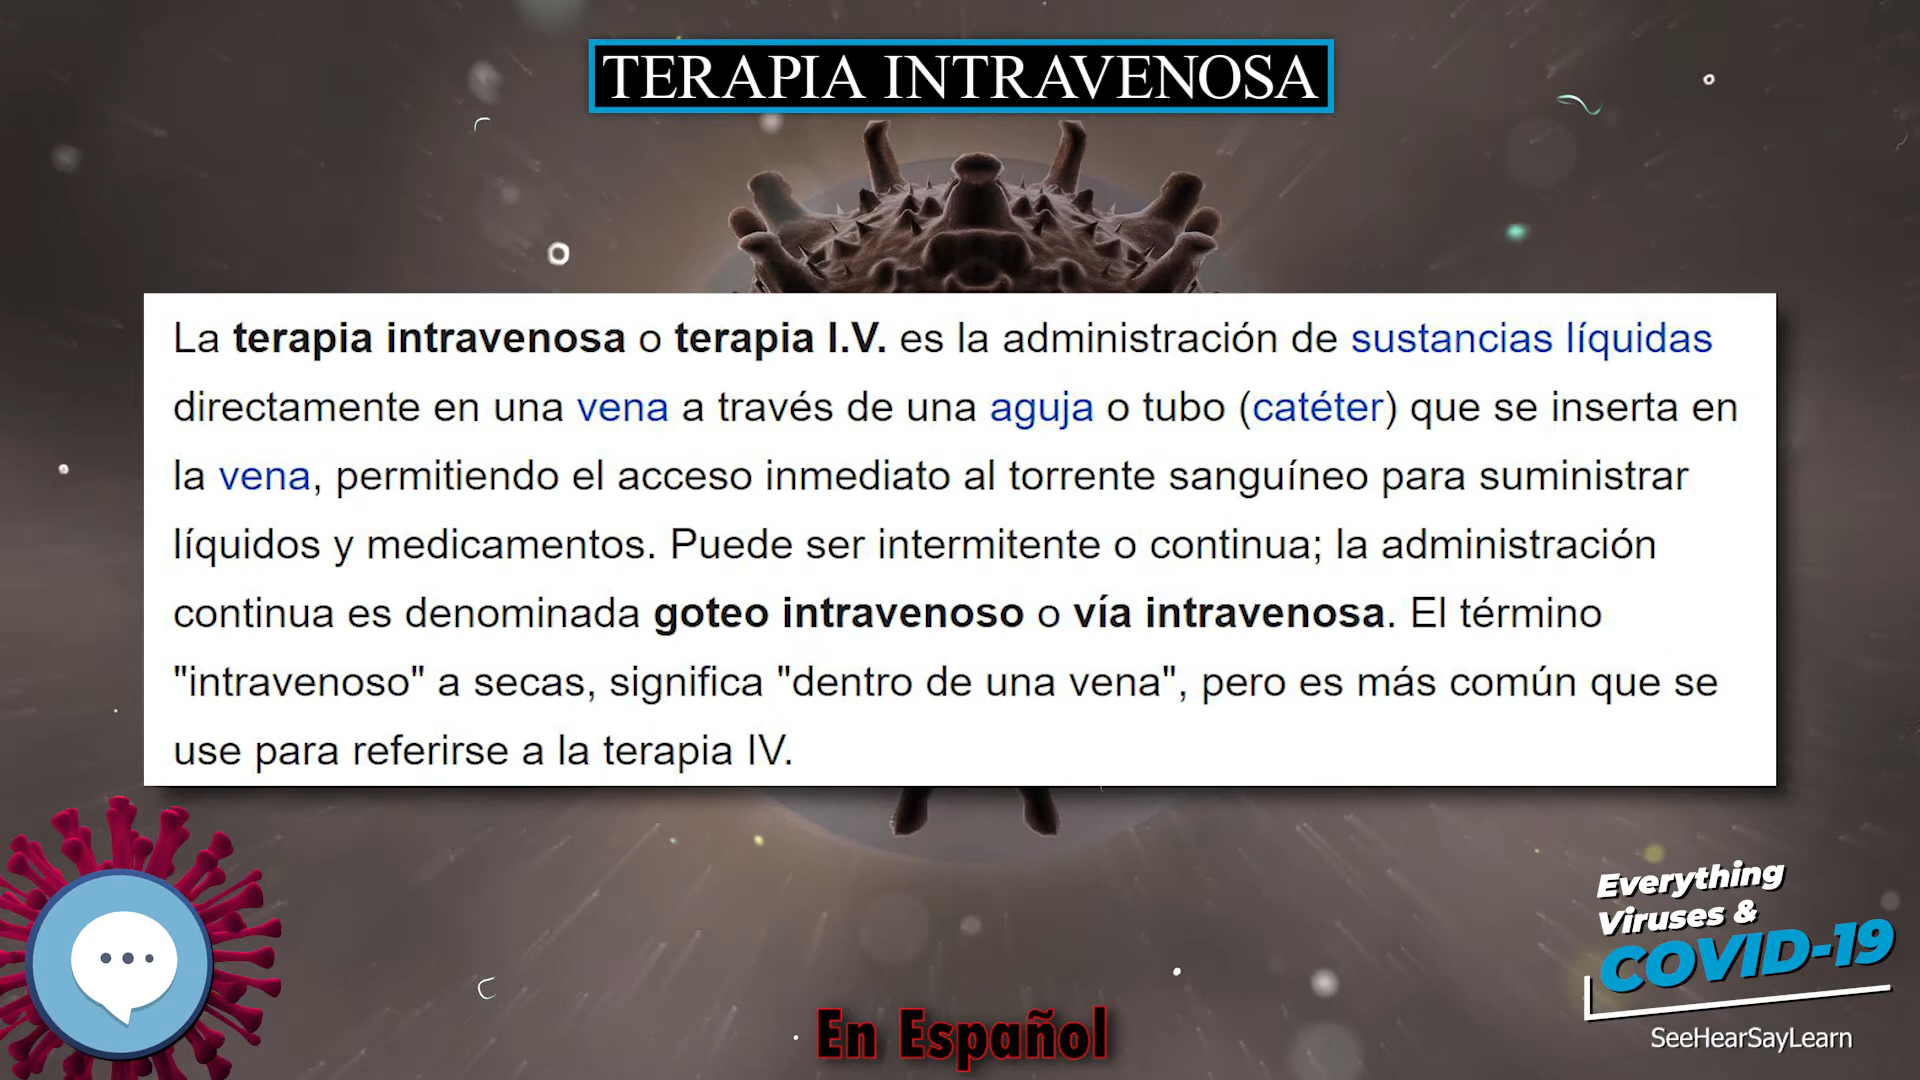 TERAPIA INTRAVENOSA
La terapia intravenosa o terapia I.V. es la administración de sustancias líquidas
directamente en una vena a través de una aguja o tubo (catéter) que se inserta en
la vena, permitiendo el acceso inmediato al torrente sanguíneo para suministrar
líquidos y medicamentos. Puede ser intermitente o continua; la administración
continua es denominada goteo intravenoso o vía intravenosa. El término
"intravenoso" a secas, significa "dentro de una vena", pero es más común que se
use para referirse a la terapia IV.
Everything
Viruses &
COVID-19
SeeHearSayLearn
En Español